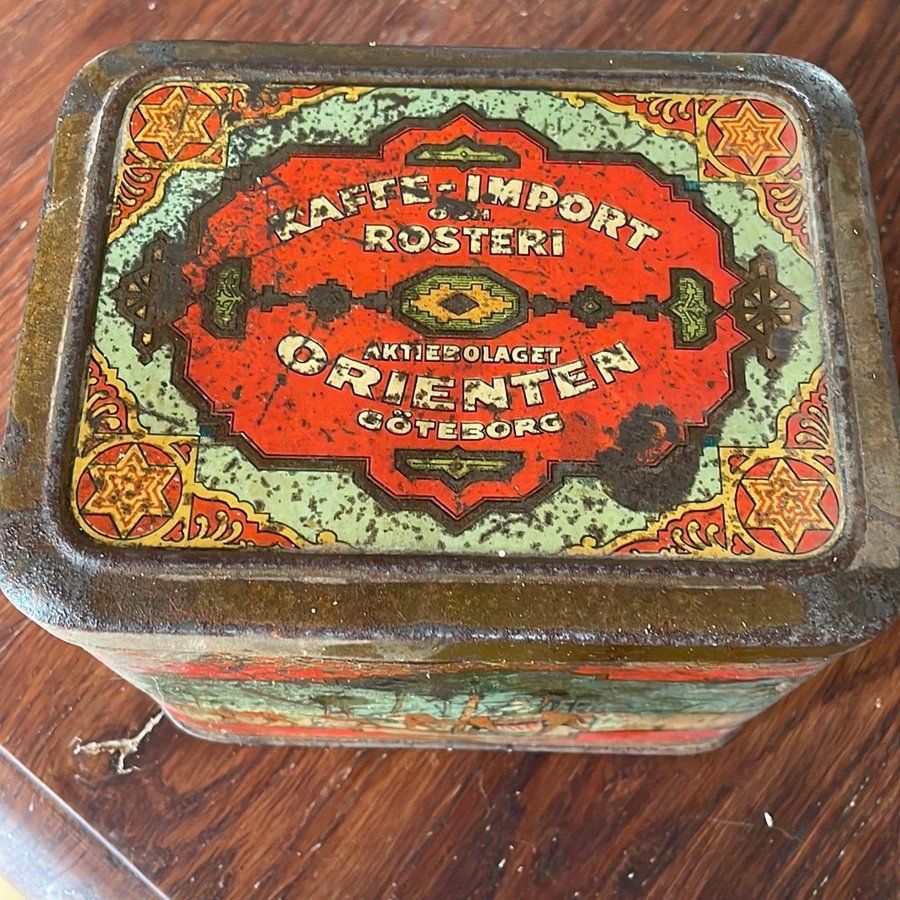 KAFFE-IMPORT
OCH
ROSTERI
AKTIEBOLAGET
ORIENTEN
GÖTEBORG